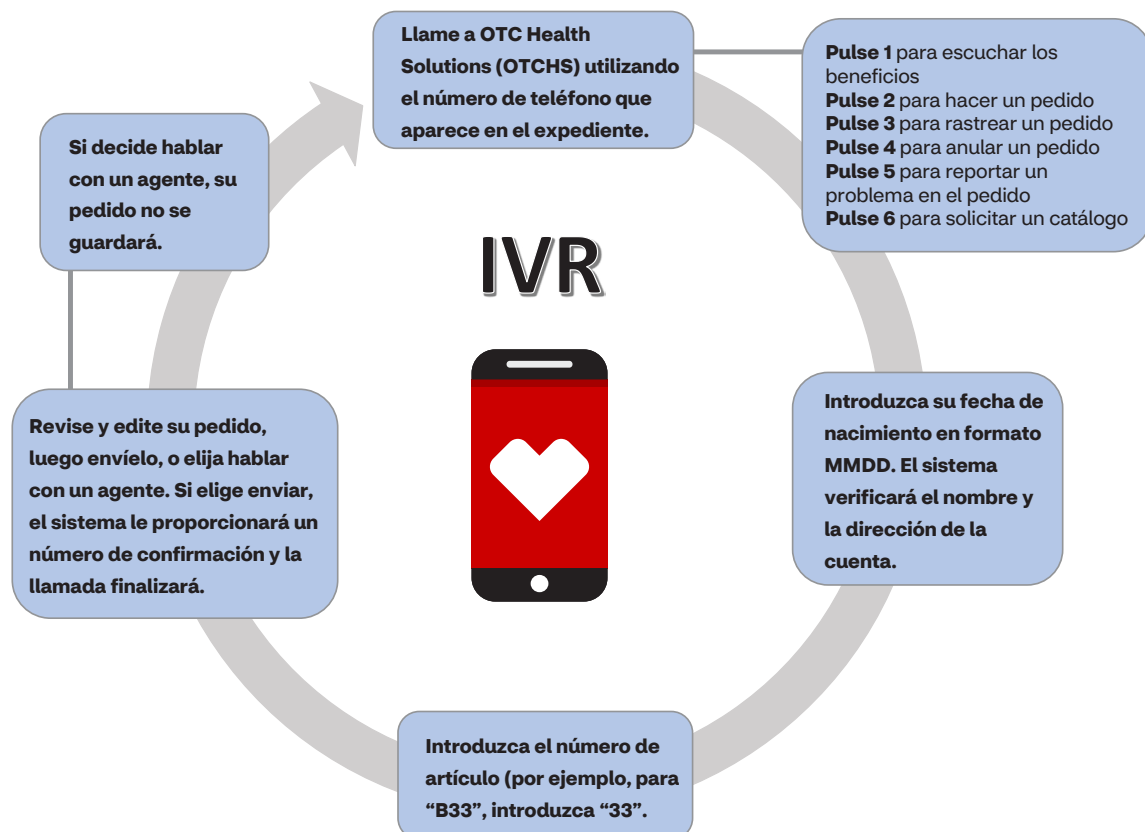 Llame a OTC Health
Solutions (OTCHS) utilizando
el número de teléfono que
aparece en el expediente.
Pulse 1 para escuchar los
beneficios
Pulse 2 para hacer un pedido
Pulse 3 para rastrear un pedido
Pulse 4 para anular un pedido
Pulse 5 para reportar un
problema en el pedido
Pulse 6 para solicitar un catálogo
Si decide hablar
con un agente, su
pedido no se
guardará.
IVR
Introduzca su fecha de
nacimiento en formato
MMDD. El sistema
verificará el nombre y
la dirección de la
cuenta.
Revise y edite su pedido,
luego envíelo, o elija hablar
con un agente. Si elige enviar,
el sistema le proporcionará un
número de confirmación y la
llamada finalizará.
Introduzca el número de
artículo (por ejemplo, para
“B33”, introduzca “33”.